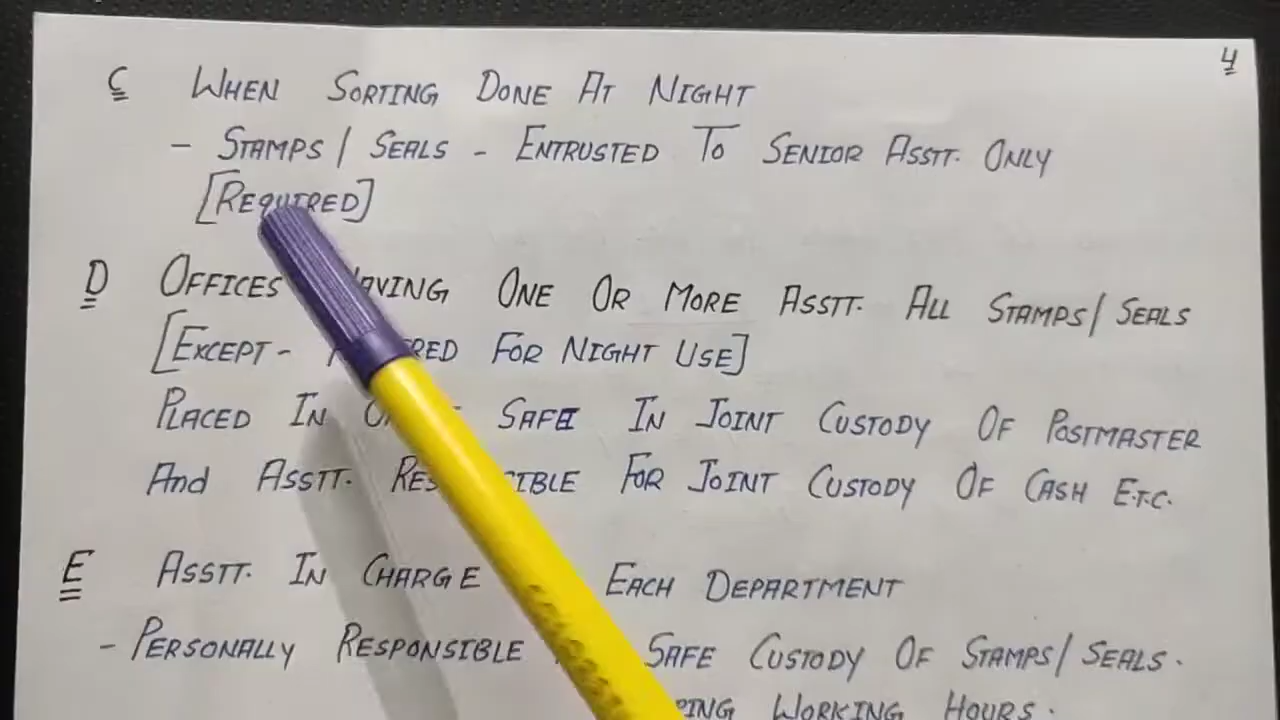 4
C WHEN SORTING DONE AT NIGHT
- STAMPS/SEALS - ENTRUSTED TO SENIOR ASSTT. ONLY
[REQUIRED]
D OFFICES HAVING ONE OR MORE ASSTT. ALL STAMPS/SEALS
[EXCEPT - FOR NIGHT USE]
PLACED IN SAFE IN JOINT CUSTODY OF POSTMASTER
And ASSTT. FOR JOINT CUSTODY OF CASH E.T.C.
E ASSTT. IN CHARGE EACH DEPARTMENT
- PERSONALLY RESPONSIBLE SAFE CUSTODY OF STAMPS/SEALS.
WORKING HOURS.